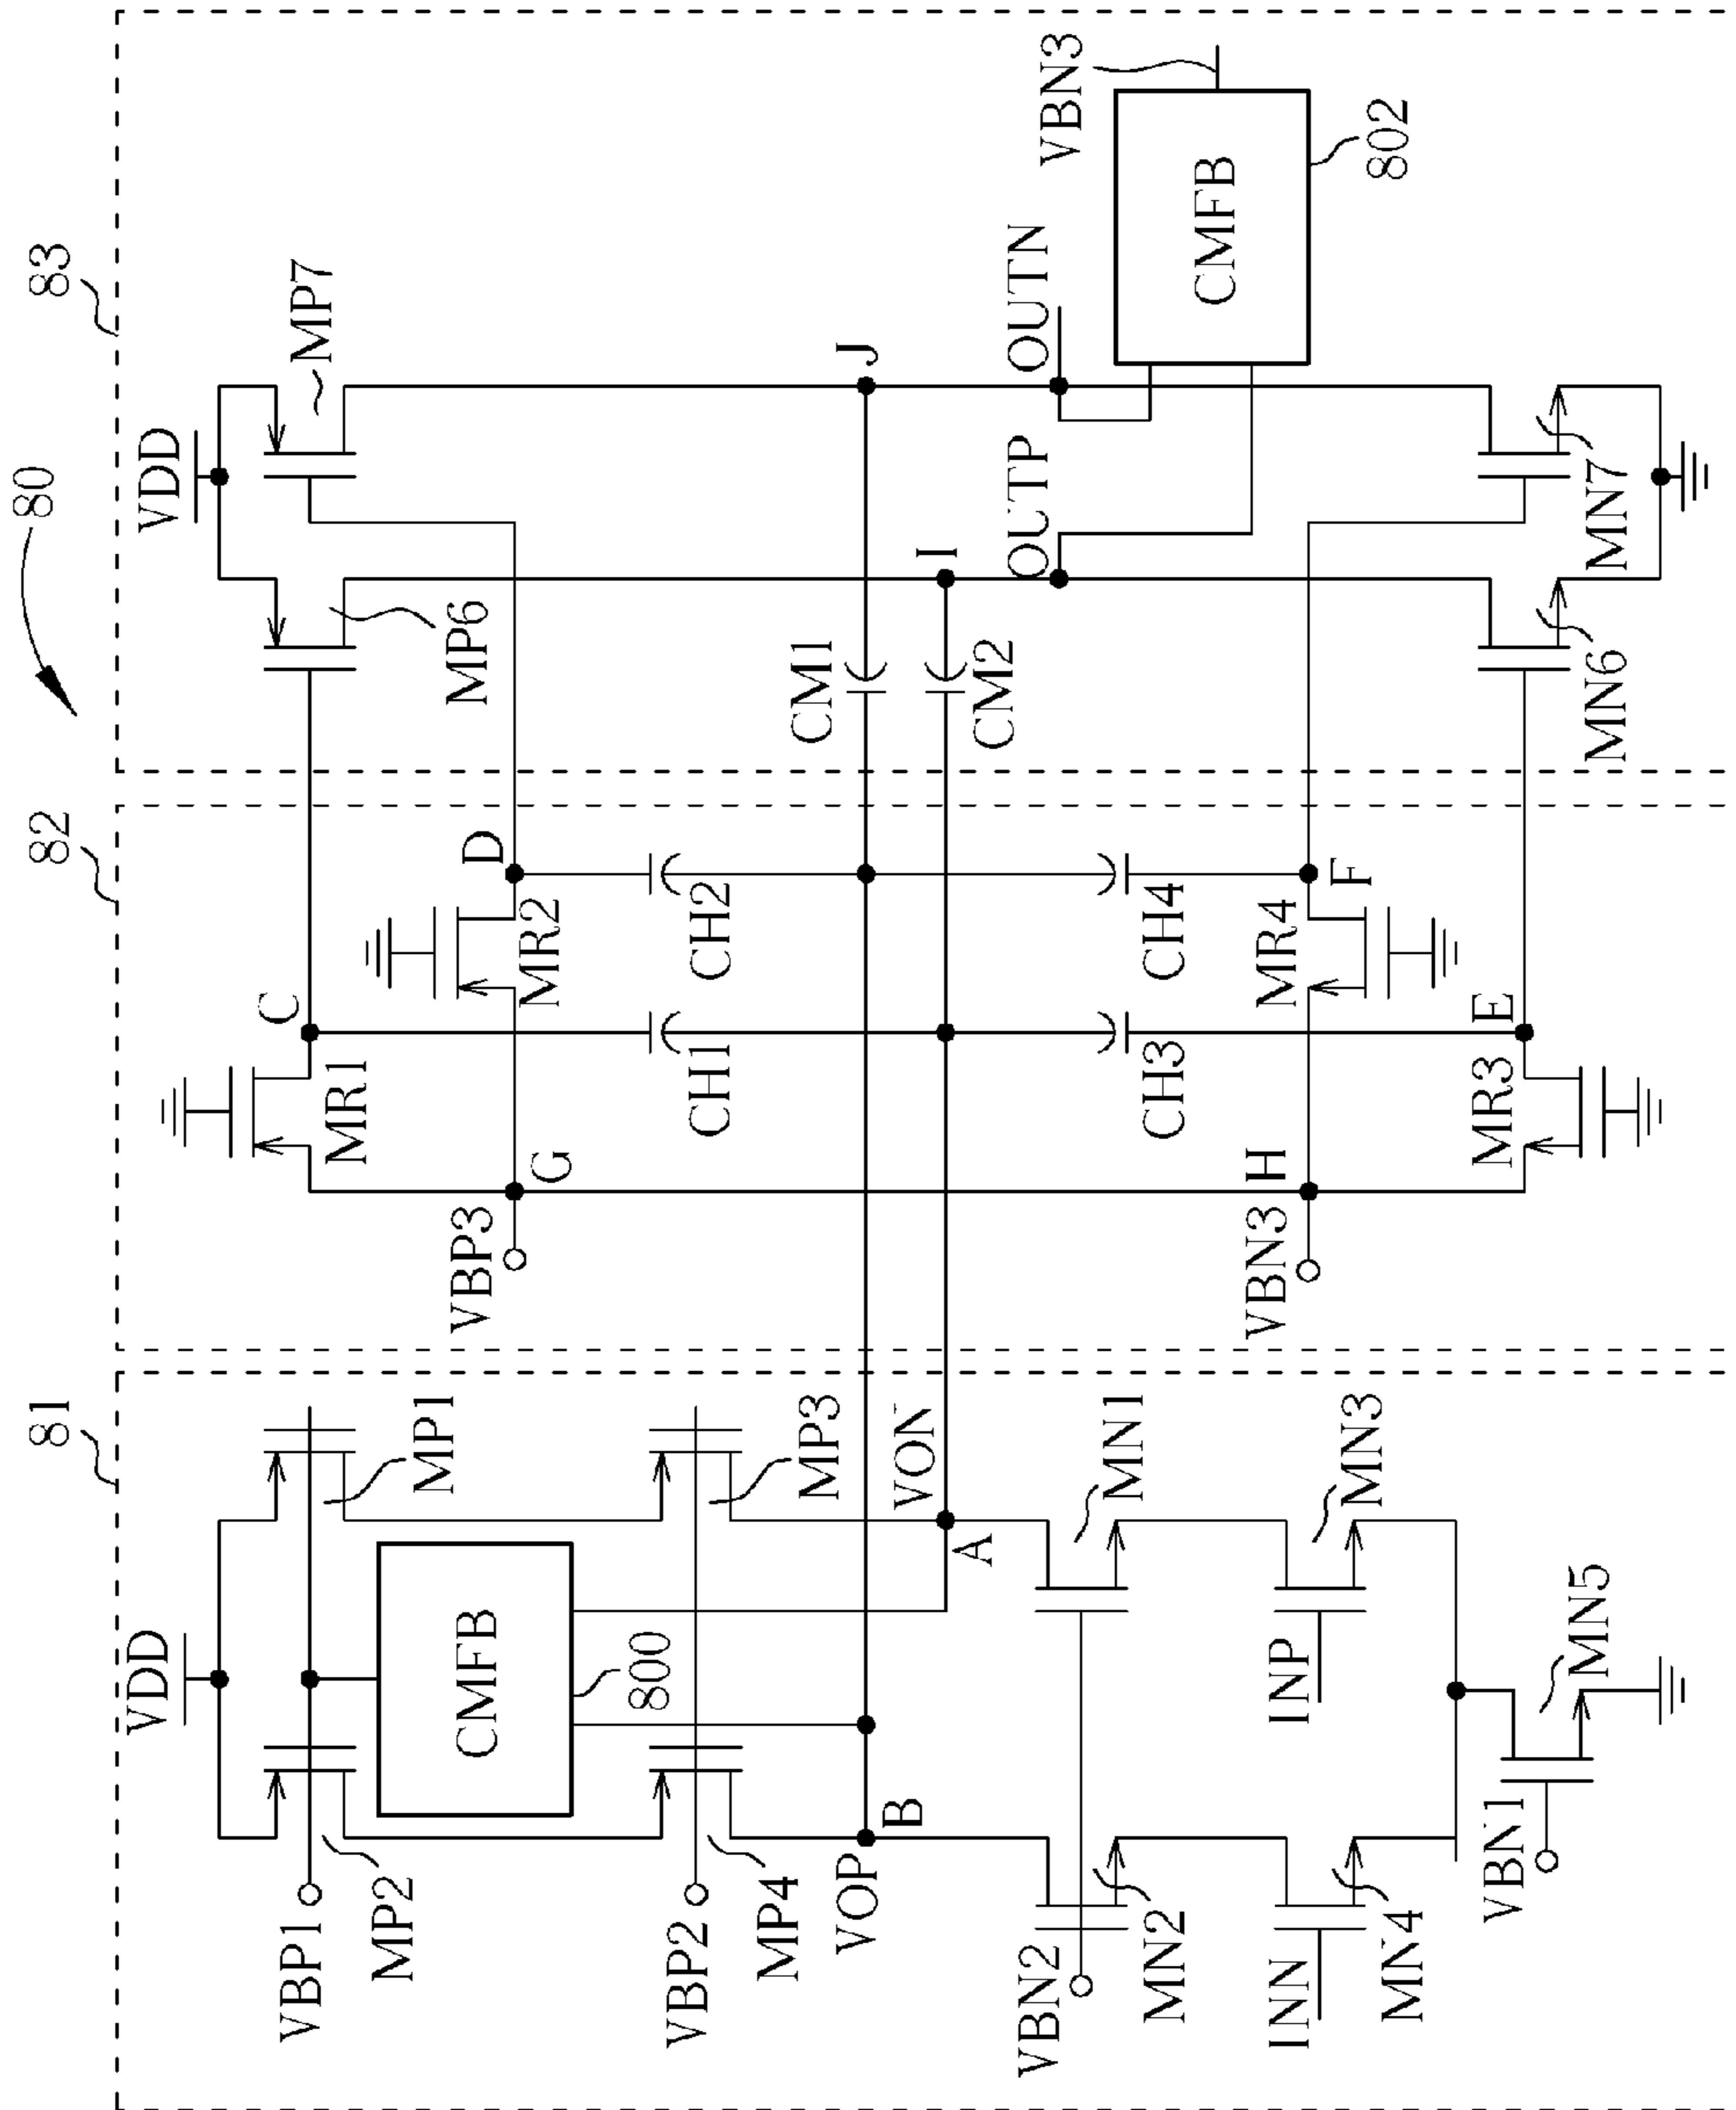 80
81
82
83
VDD
VBP1
MP2
MP1
CMFB
800
VBP2
MP4
MP3
VOP
B
VON
A
VBN2
MN2
MN1
INN
MN4
INP
MN3
VBN1
MN5
MR1
C
VBP3
G
MR2
D
CH1
CH2
CH3
CH4
VBN3
H
MR4
F
MR3
E
VDD
MP6
MP7
CM1
J
CM2
I
OUTP
OUTN
CMFB
VBN3
802
MN6
MN7